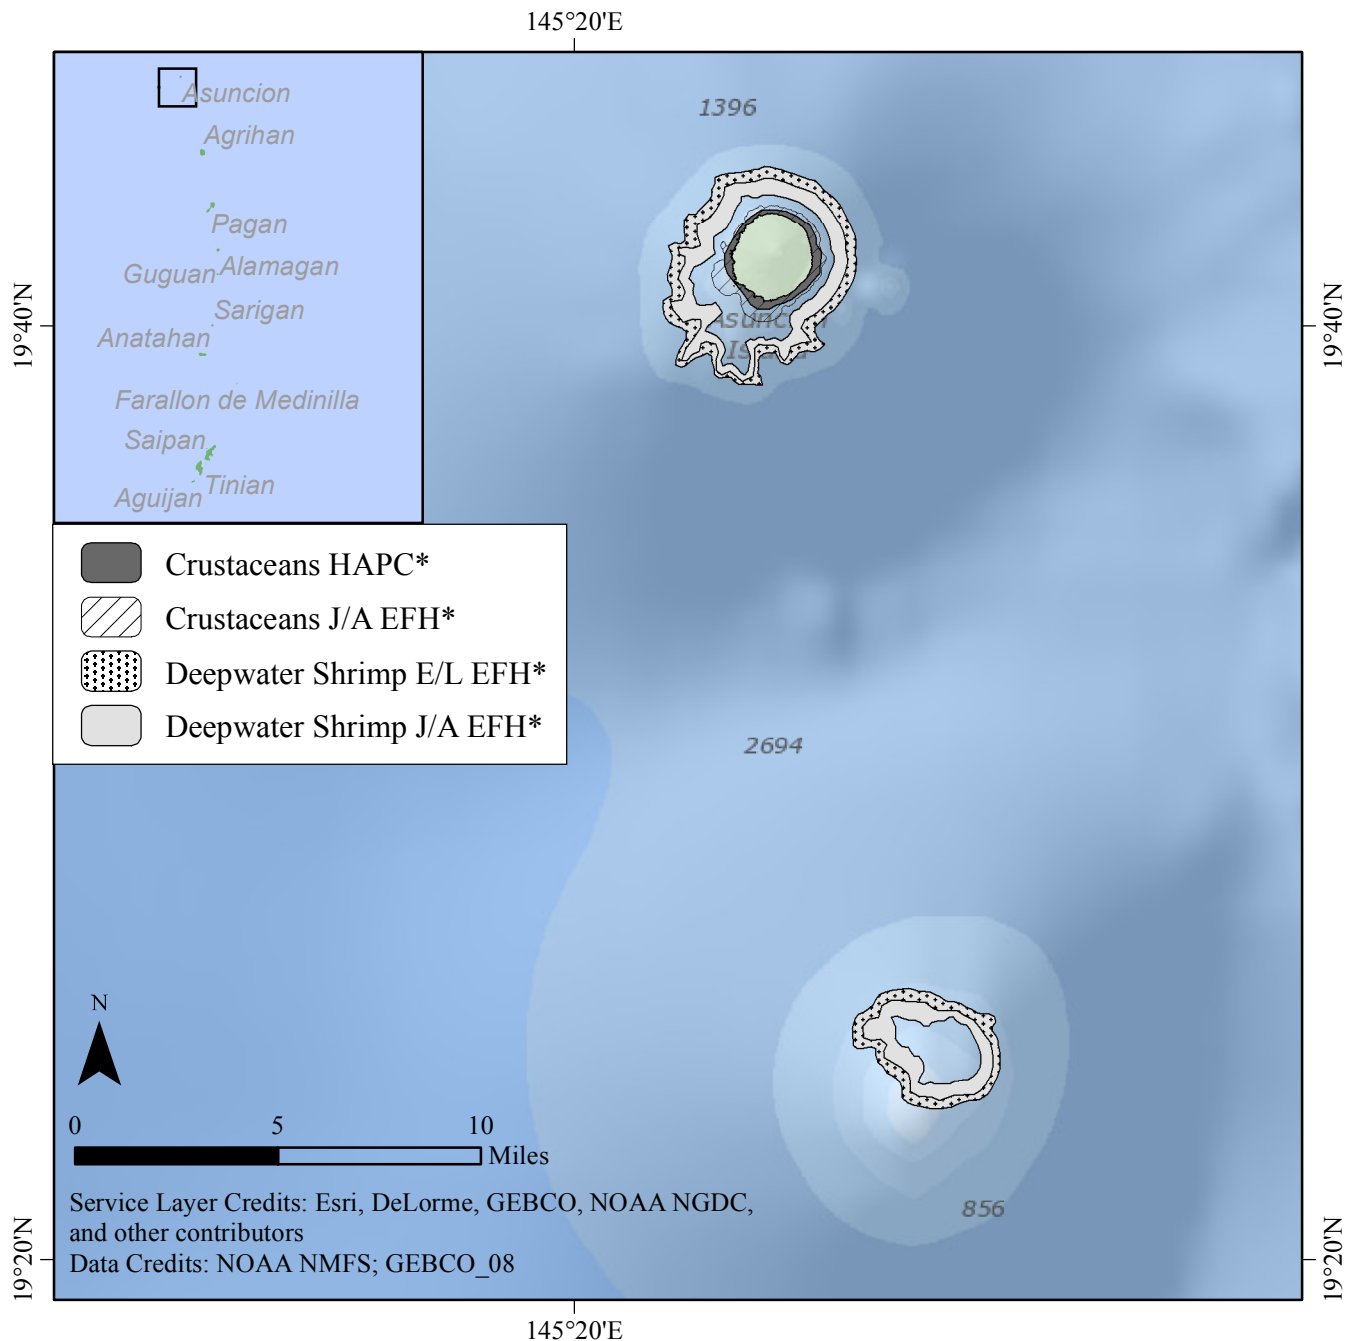 145°20'E
1396
Asuncion
Agrihan
Pagan
Alamagan
Guguan
Sarigan
Anatahan
Farallon de Medinilla
Saipan
Tinian
Aguijan
19°40'N
19°40'N
Asuncion
Island
Crustaceans HAPC*
Crustaceans J/A EFH*
Deepwater Shrimp E/L EFH*
Deepwater Shrimp J/A EFH*
2694
N
0 5 10
Miles
Service Layer Credits: Esri, DeLorme, GEBCO, NOAA NGDC,
and other contributors
Data Credits: NOAA NMFS; GEBCO_08
856
19°20'N
19°20'N
145°20'E